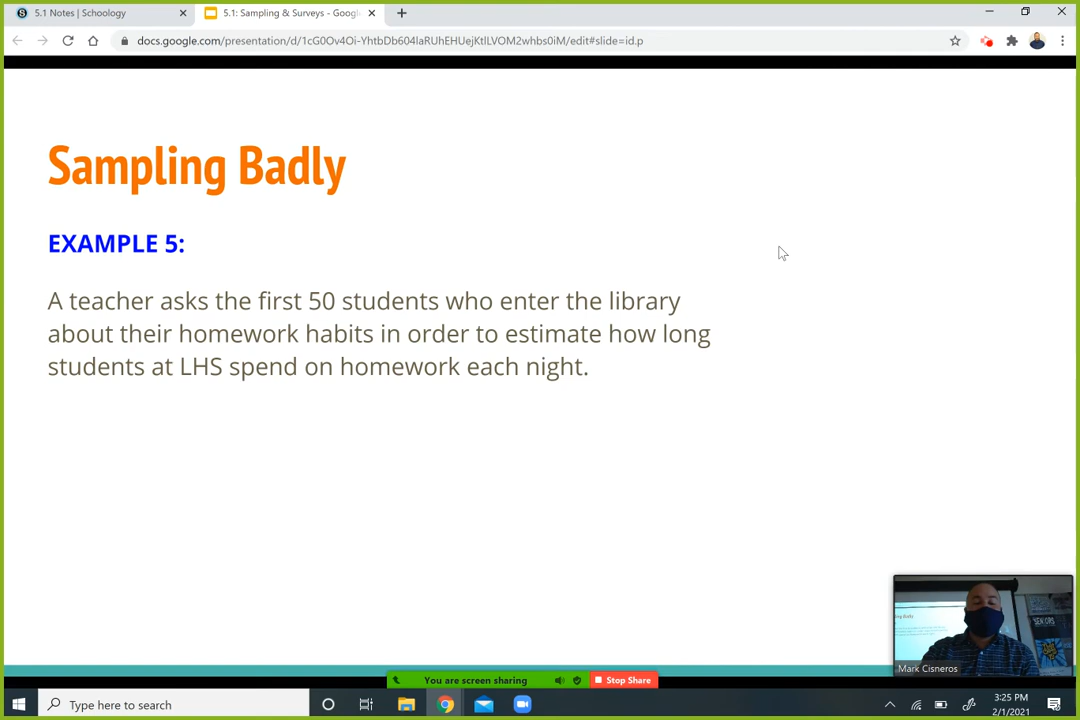 5.1 Notes | Schoology
5.1: Sampling & Surveys - Googl
docs.google.com/presentation/d/1cG0Ov4Oi-YhtbDb604laRUhEHUejKtlLVOM2whbs0iM/edit#slide=id.p
Sampling Badly
EXAMPLE 5:
A teacher asks the first 50 students who enter the library
about their homework habits in order to estimate how long
students at LHS spend on homework each night.
SENIORS
Mark Cisneros
You are screen sharing
Stop Share
Type here to search
3:25 PM
2/1/2021